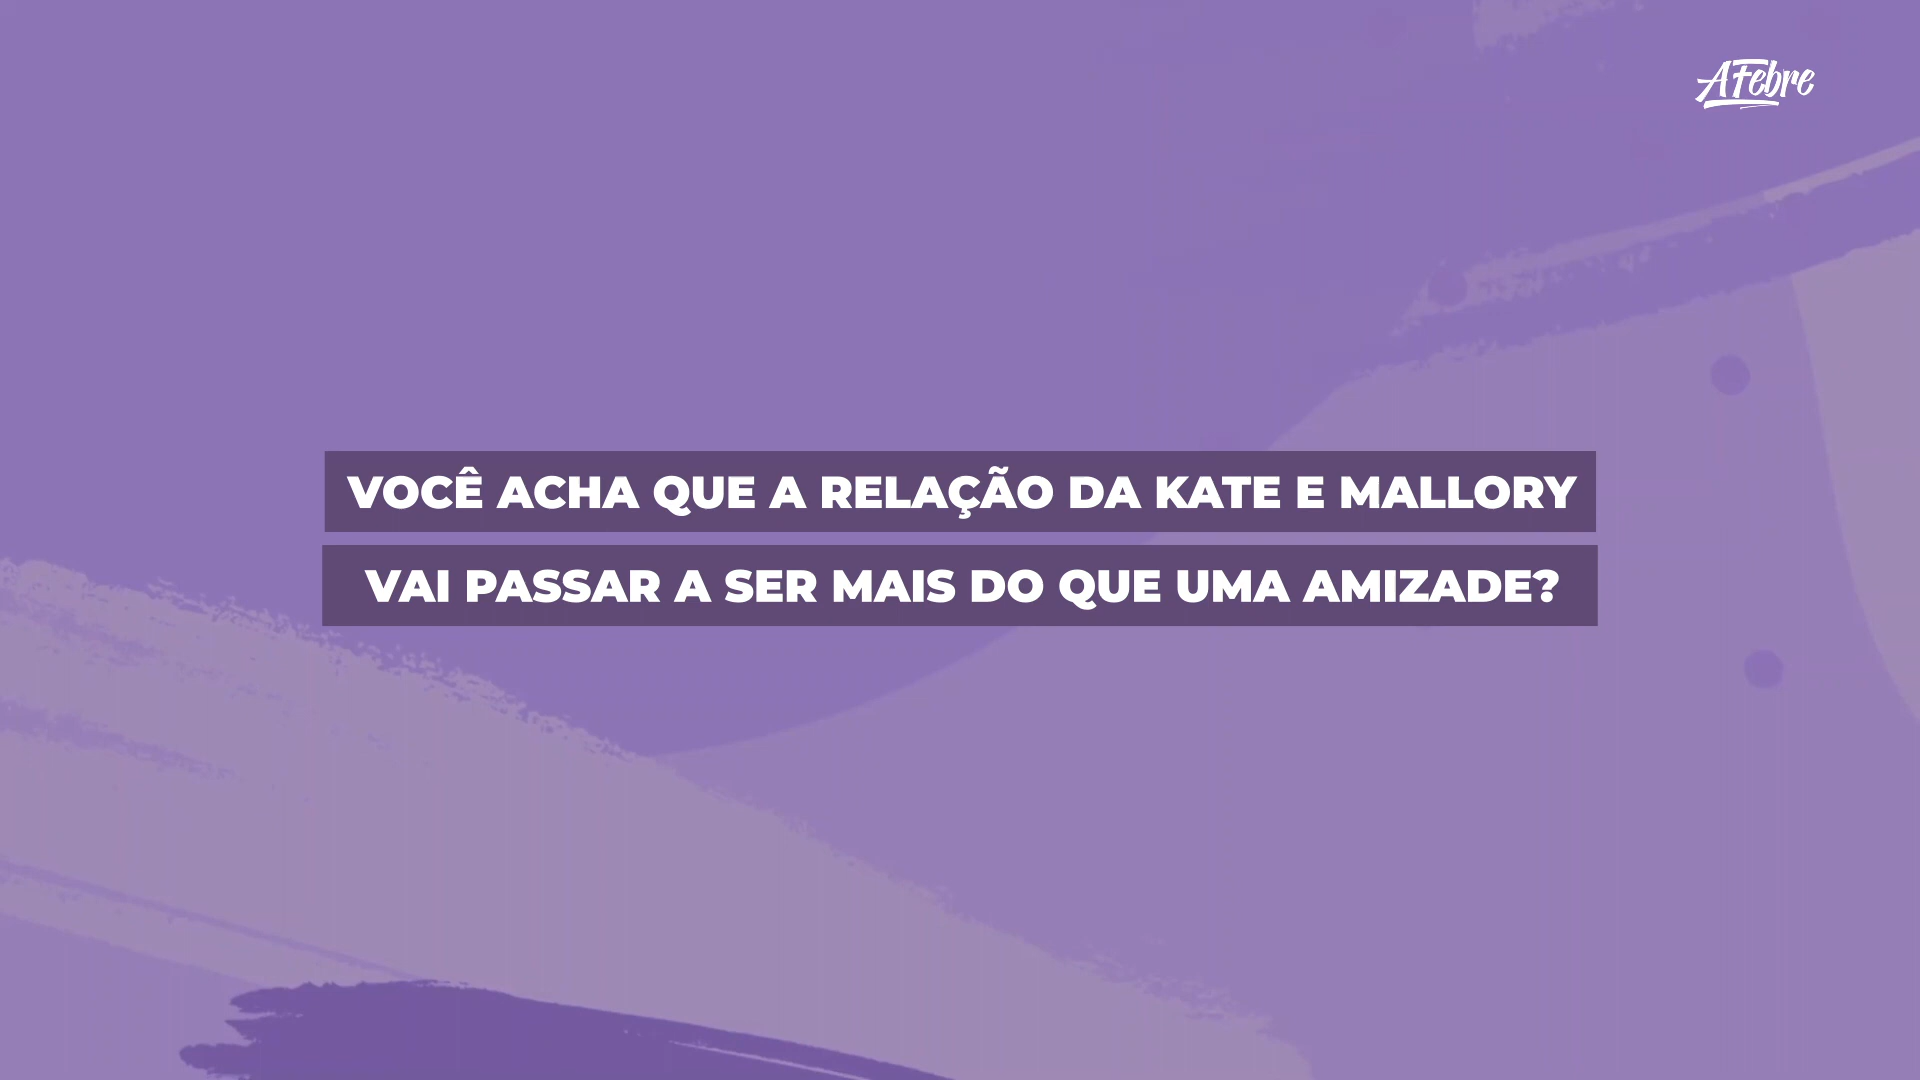 AFebre
VOCÊ ACHA QUE A RELAÇÃO DA KATE E MALLORY
VAI PASSAR A SER MAIS DO QUE UMA AMIZADE?